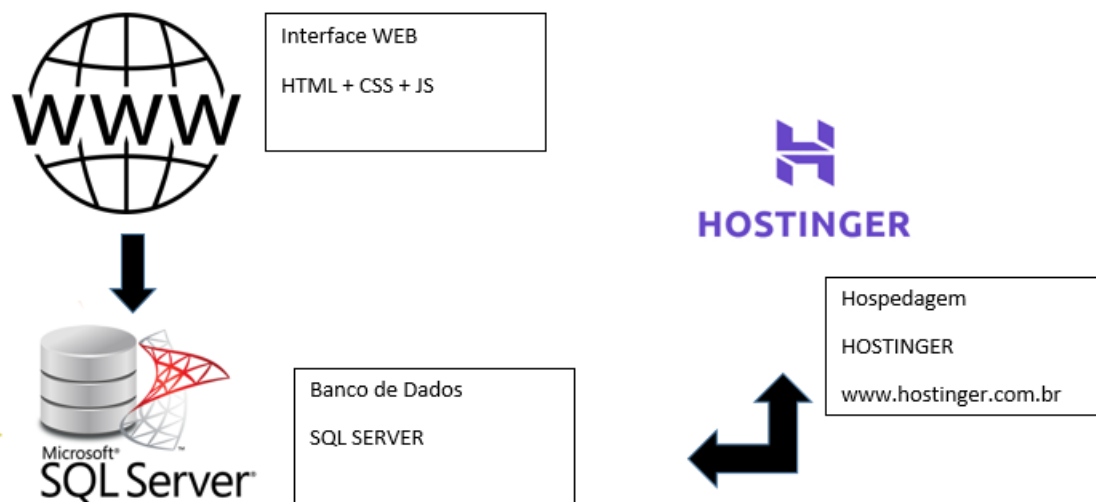 WWW
Interface WEB
HTML + CSS + JS
HOSTINGER
Hospedagem
HOSTINGER
www.hostinger.com.br
Microsoft®
SQL Server®
Banco de Dados
SQL SERVER